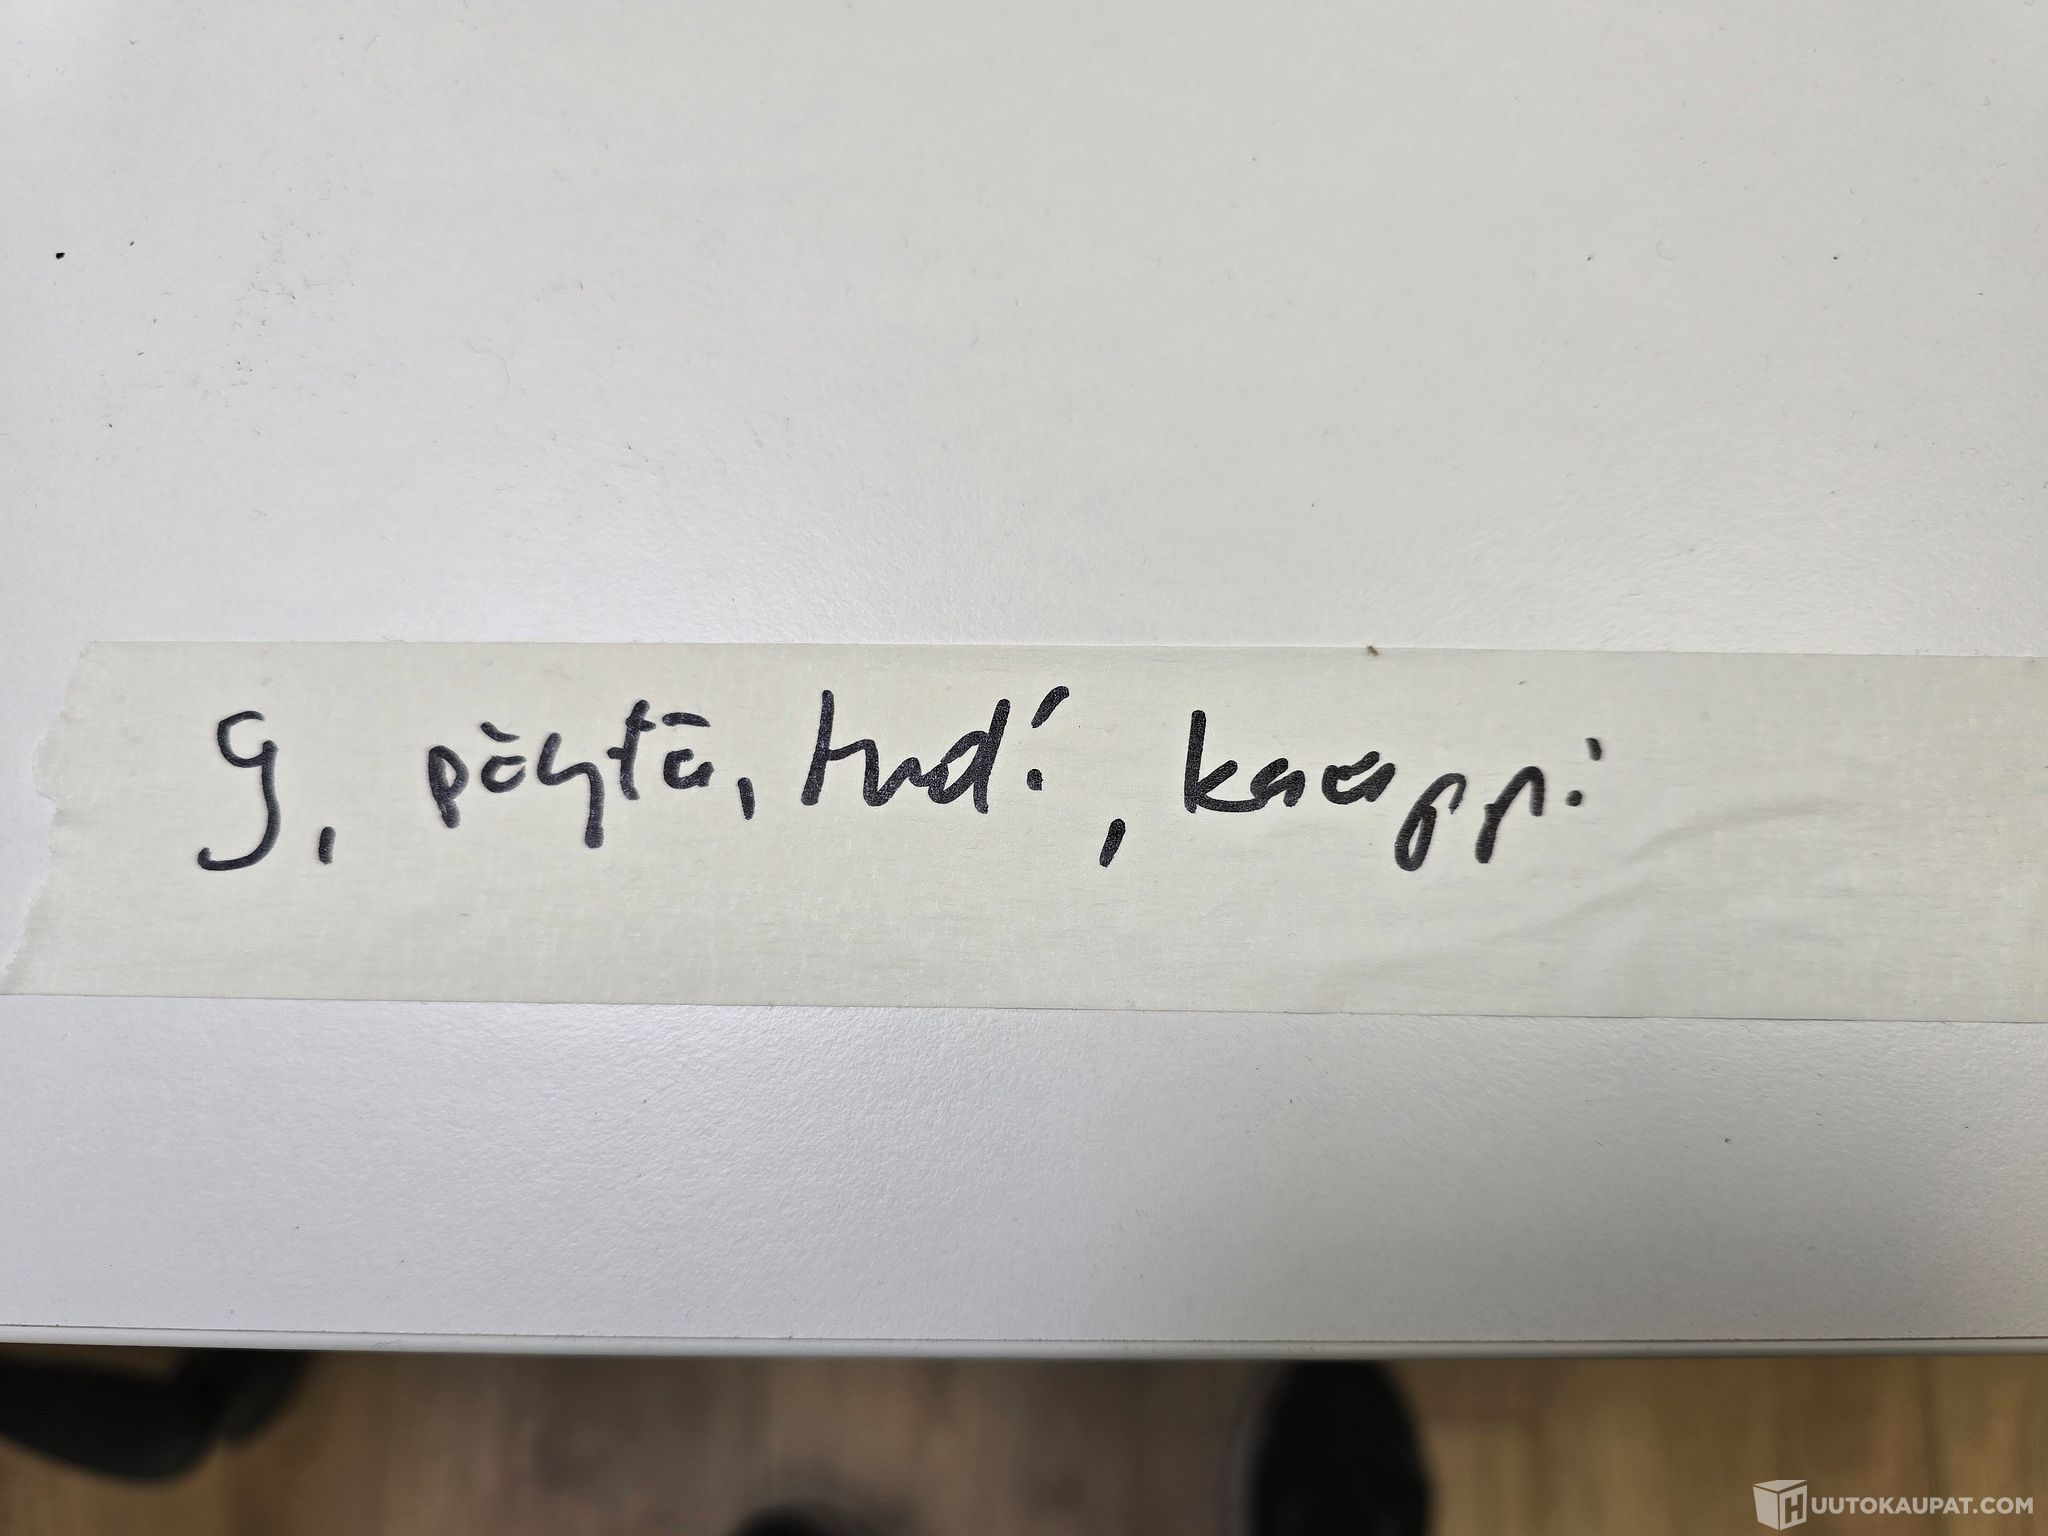 9, pöytä, tuoli, kaappi
HUUTOKAUPAT.COM